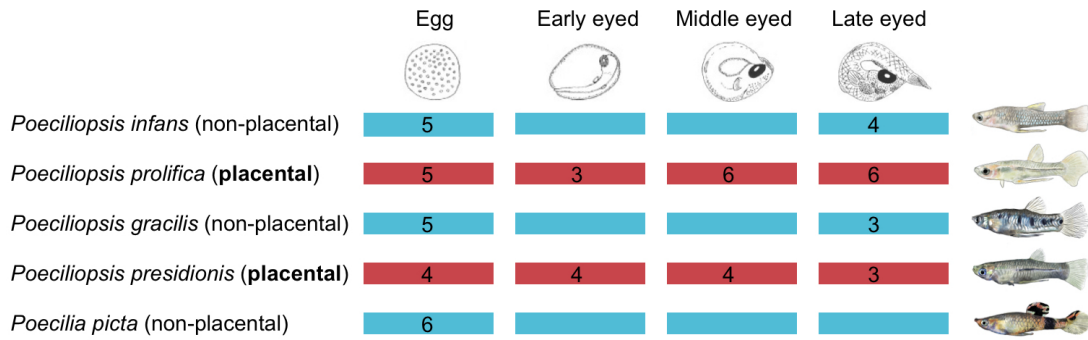 Egg Early eyed Middle eyed Late eyed
Poeciliopsis infans (non-placental) 5 4
Poeciliopsis prolifica (placental) 5 3 6 6
Poeciliopsis gracilis (non-placental) 5 3
Poeciliopsis presidionis (placental) 4 4 4 3
Poecilia picta (non-placental) 6